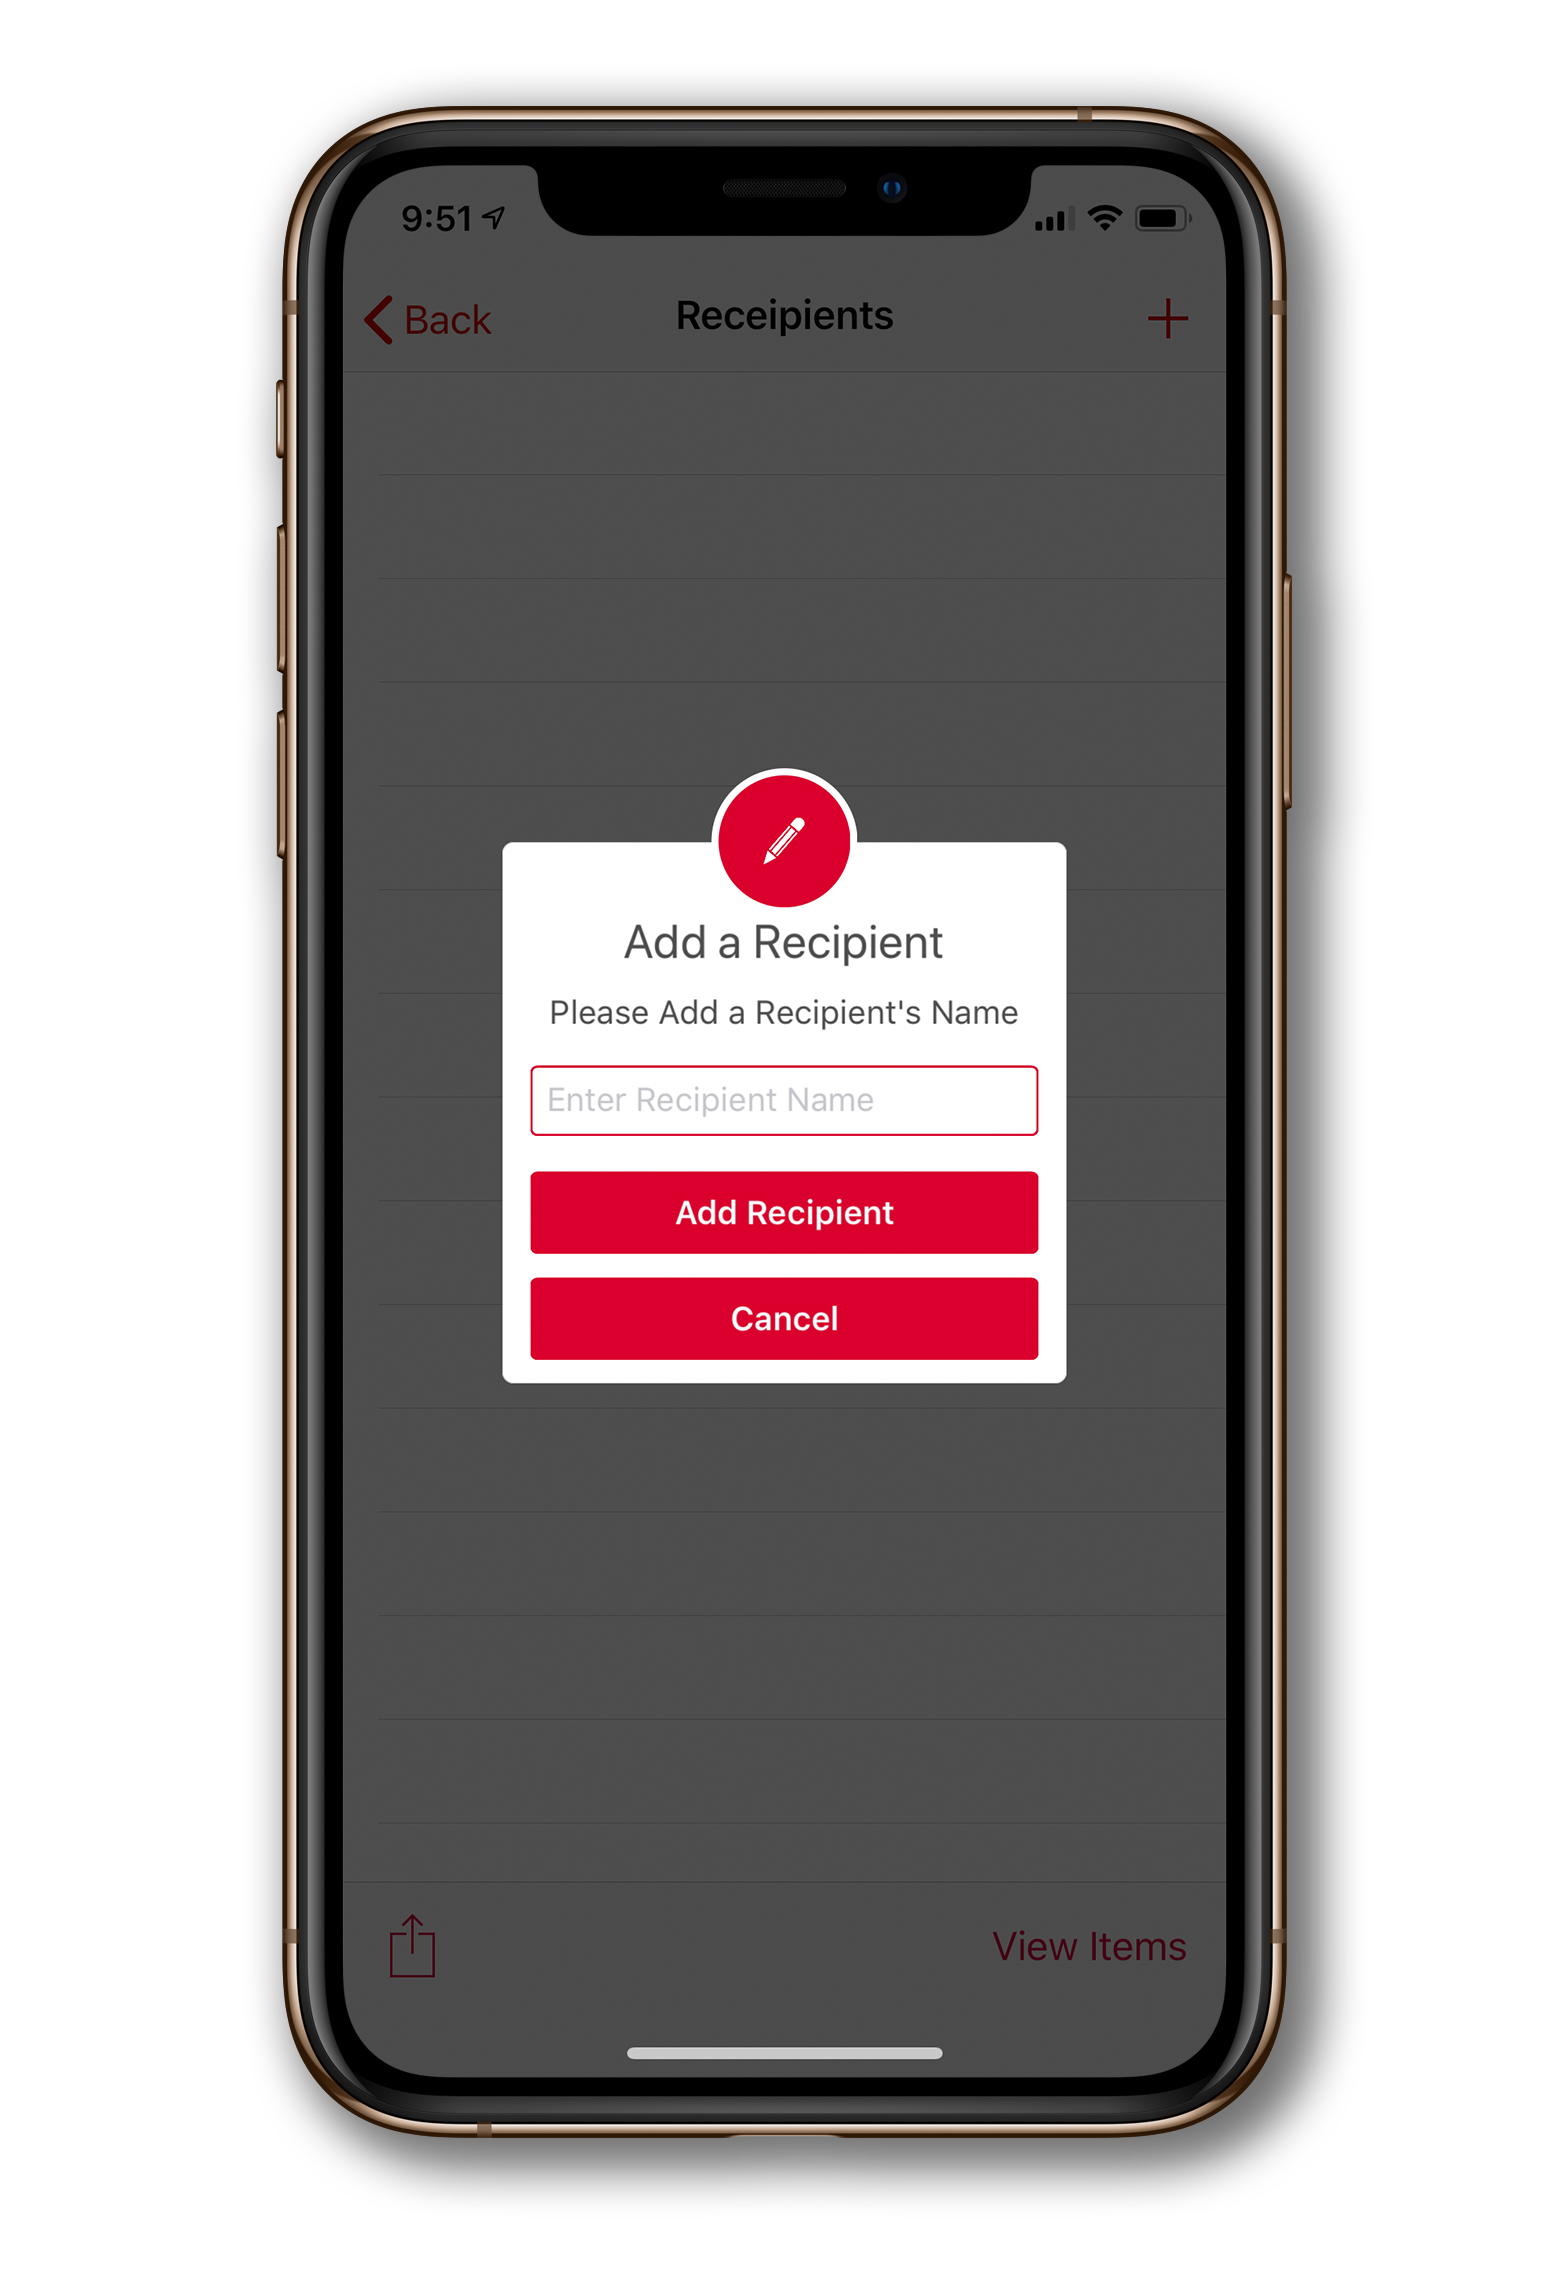 9:51
Back
Receipients
Add a Recipient
Please Add a Recipient's Name
Enter Recipient Name
Add Recipient
Cancel
View Items